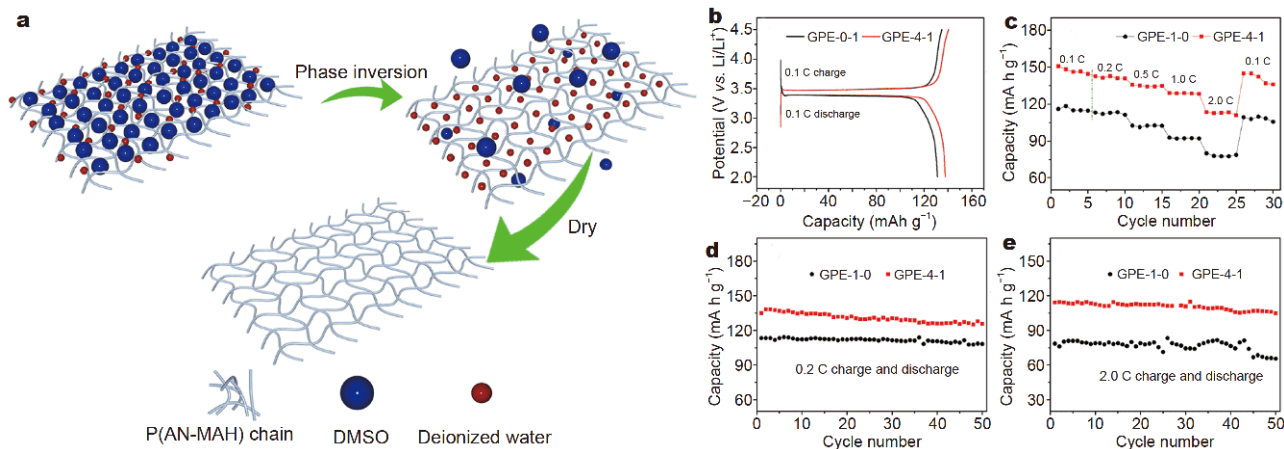 a
Phase inversion
Dry
P(AN-MAH) chain
DMSO
Deionized water
b
GPE-0-1
GPE-4-1
0.1 C charge
0.1 C discharge
Potential (V vs. Li/Li⁺)
4.5
4.0
3.5
3.0
2.5
2.0
−20 0 20 40 60 80 100 120 140 160
Capacity (mAh g⁻¹)
c
GPE-1-0
GPE-4-1
0.1 C
0.2 C
0.5 C
1.0 C
2.0 C
0.1 C
Capacity (mA h g⁻¹)
180
150
120
90
60
0 5 10 15 20 25 30
Cycle number
d
GPE-1-0
GPE-4-1
0.2 C charge and discharge
Capacity (mA h g⁻¹)
180
150
120
90
60
0 10 20 30 40 50
Cycle number
e
GPE-1-0
GPE-4-1
2.0 C charge and discharge
Capacity (mA h g⁻¹)
150
120
90
60
30
0 10 20 30 40 50
Cycle number